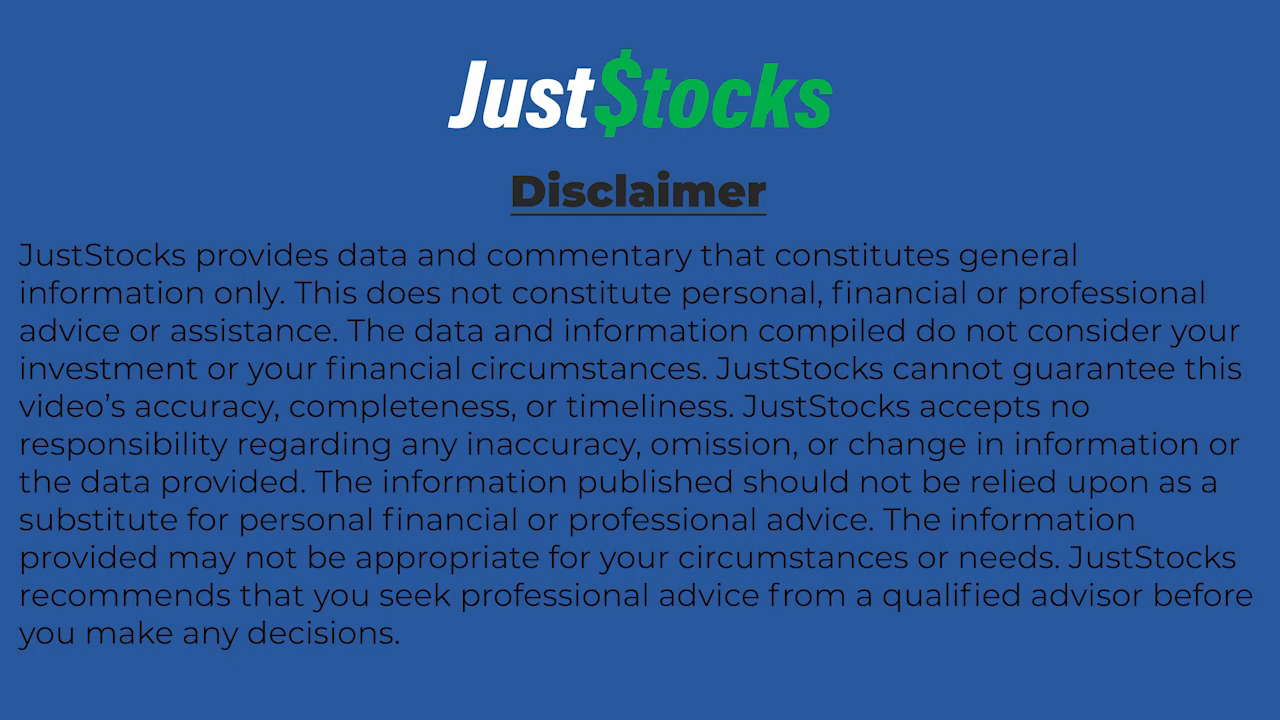 Just$tocks
Disclaimer
JustStocks provides data and commentary that constitutes general
information only. This does not constitute personal, financial or professional
advice or assistance. The data and information compiled do not consider your
investment or your financial circumstances. JustStocks cannot guarantee this
video’s accuracy, completeness, or timeliness. JustStocks accepts no
responsibility regarding any inaccuracy, omission, or change in information or
the data provided. The information published should not be relied upon as a
substitute for personal financial or professional advice. The information
provided may not be appropriate for your circumstances or needs. JustStocks
recommends that you seek professional advice from a qualified advisor before
you make any decisions.